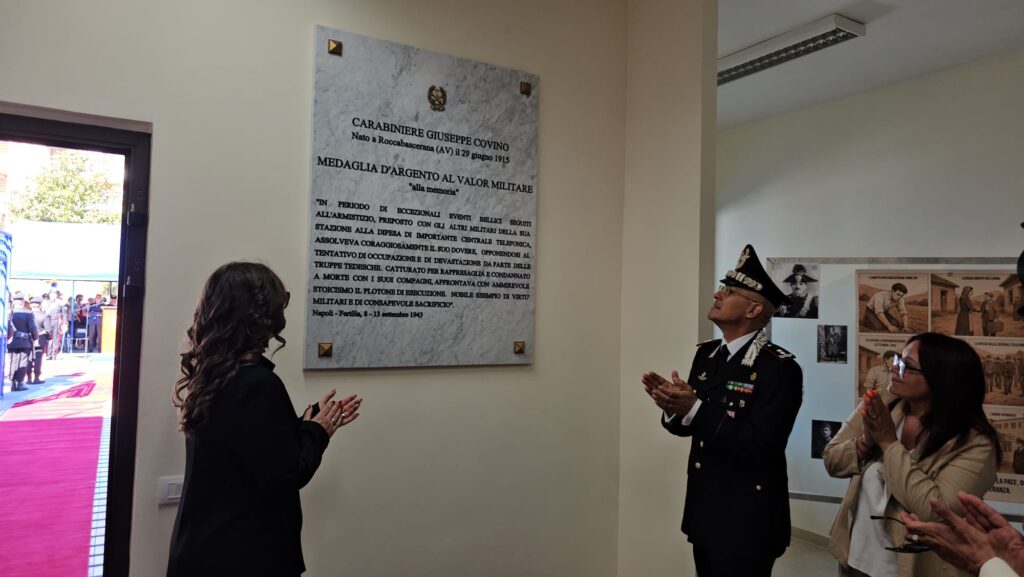 CARABINIERE GIUSEPPE COVINO
Nato a Roccabascerana (AV) il 29 giugno 1915
MEDAGLIA D'ARGENTO AL VALOR MILITARE
"alla memoria"
"IN PERIODO DI ECCEZIONALI EVENTI BELLICI SEGUITI
ALL'ARMISTIZIO, PREPOSTO CON GLI ALTRI MILITARI DELLA SUA
STAZIONE ALLA DIFESA DI IMPORTANTE CENTRALE TELEFONICA,
ASSOLVEVA CORAGGIOSAMENTE IL SUO DOVERE, OPPONENDOSI AL
TENTATIVO DI OCCUPAZIONE E DI DEVASTAZIONE DA PARTE DELLE
TRUPPE TEDESCHE. CATTURATO PER RAPPRESAGLIA E CONDANNATO
A MORTE CON I SUOI COMPAGNI, AFFRONTAVA CON AMMIREVOLE
STOICISMO IL PLOTONE DI ESECUZIONE. NOBILE ESEMPIO DI VIRTU'
MILITARI E DI CONSAPEVOLE SACRIFICIO".
Napoli - Fertilia, 8 - 13 settembre 1943
LA PACE,